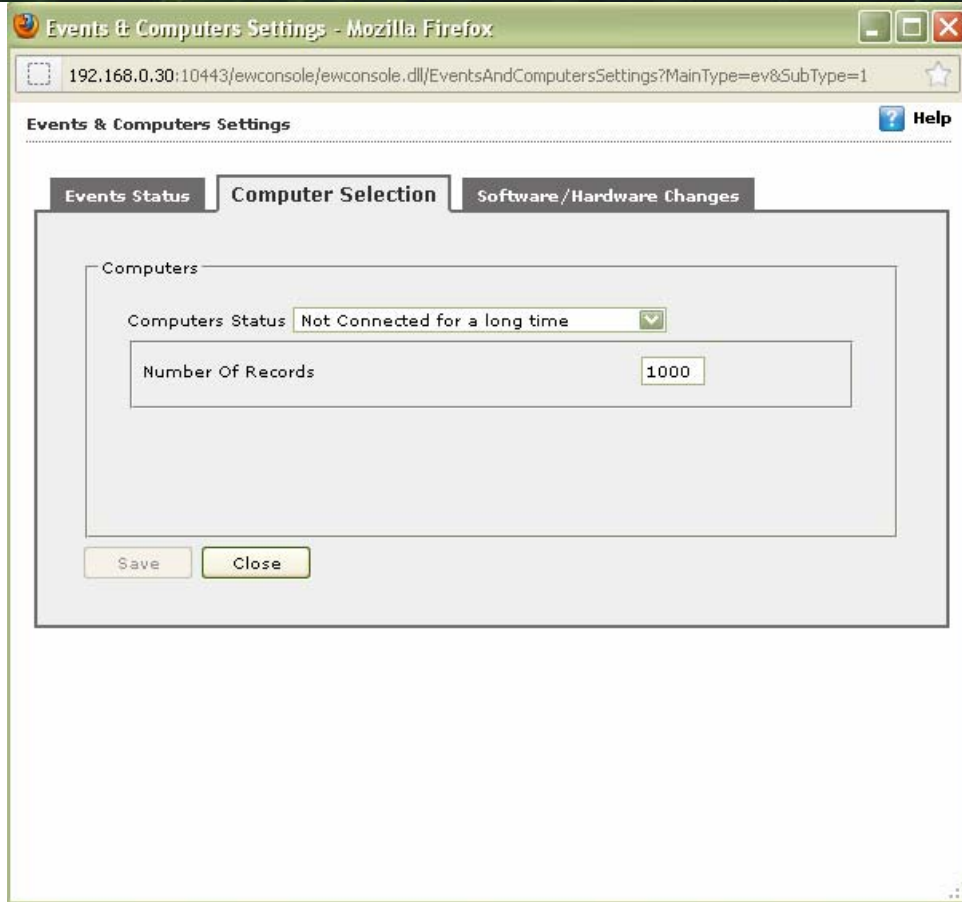 Events & Computers Settings - Mozilla Firefox
192.168.0.30:10443/ewconsole/ewconsole.dll/EventsAndComputersSettings?MainType=ev&SubType=1
Events & Computers Settings
? Help
Events Status
Computer Selection
Software/Hardware Changes
Computers
Computers Status Not Connected for a long time
Number Of Records 1000
Save Close